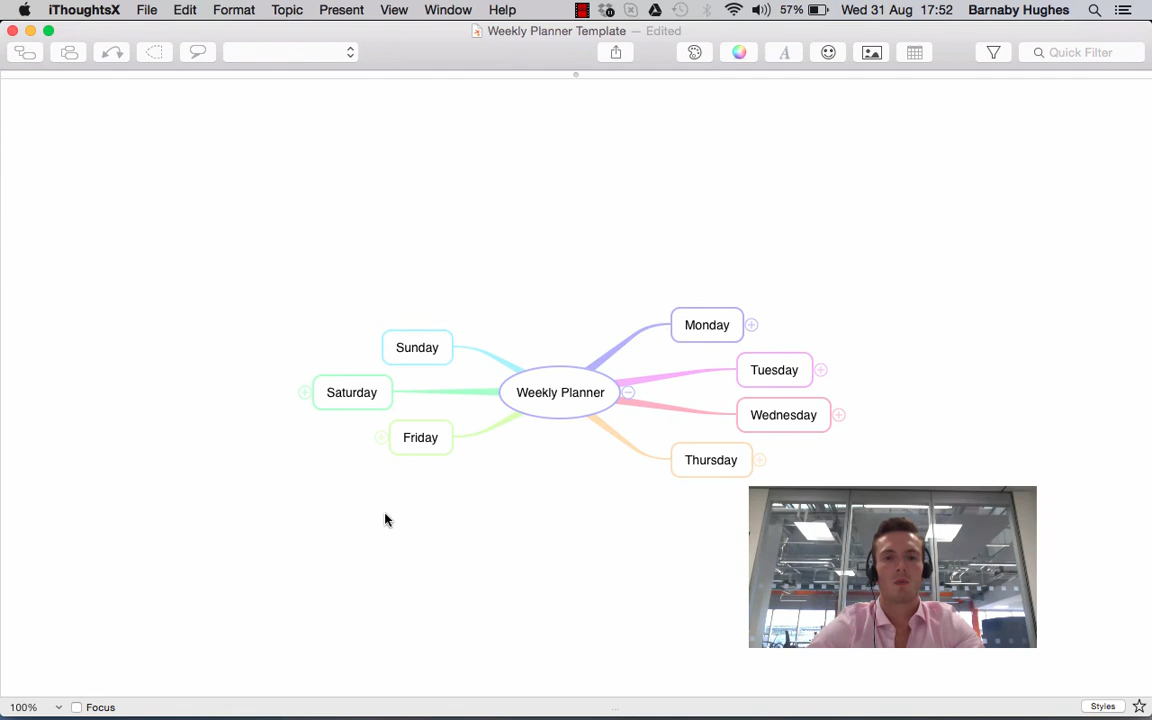 iThoughtsX File Edit Format Topic Present View Window Help 57% Wed 31 Aug 17:52 Barnaby Hughes
Weekly Planner Template — Edited
Quick Filter
Monday
Sunday
Tuesday
Saturday
Weekly Planner
Wednesday
Friday
Thursday
100% Focus
Styles